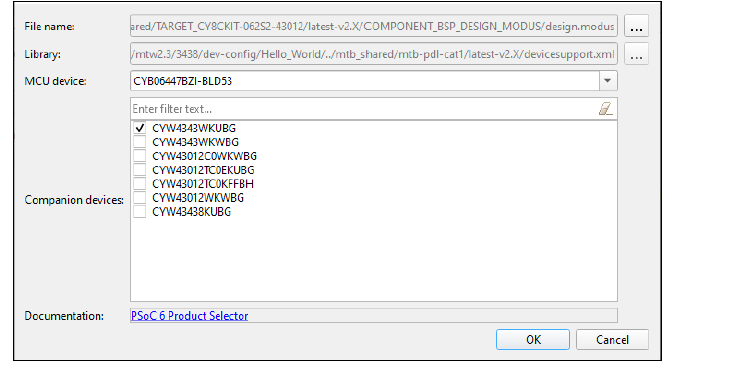 File name: ared/TARGET_CY8CKIT-062S2-43012/latest-v2.X/COMPONENT_BSP_DESIGN_MODUS/design.modus ...
Library: /mtw2.3/3438/dev-config/Hello_World/../mtb_shared/mtb-pdl-cat1/latest-v2.X/devicesupport.xml ...
MCU device: CYB06447BZI-BLD53
Enter filter text...
CYW4343WKUBG
CYW4343WKWBG
CYW43012C0WKWBG
CYW43012TC0EKUBG
CYW43012TC0KFFBH
Companion devices: CYW43012WKWBG
CYW43438KUBG
Documentation: PSoC 6 Product Selector
OK Cancel